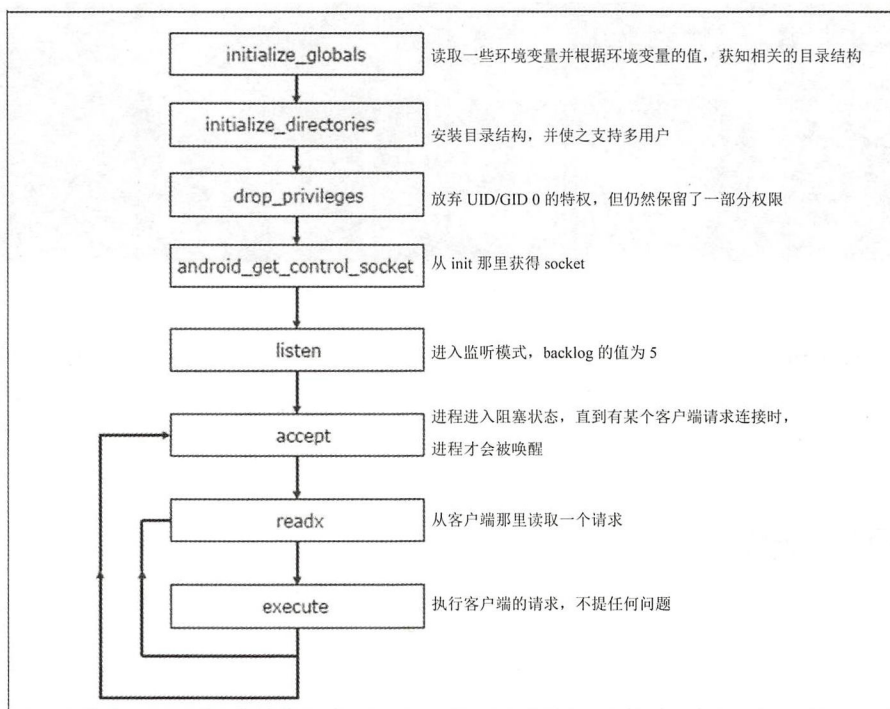 initialize_globals 读取一些环境变量并根据环境变量的值，获知相关的目录结构
initialize_directories 安装目录结构，并使之支持多用户
drop_privileges 放弃 UID/GID 0 的特权，但仍然保留了一部分权限
android_get_control_socket 从 init 那里获得 socket
listen 进入监听模式，backlog 的值为 5
accept 进程进入阻塞状态，直到有某个客户端请求连接时，
进程才会被唤醒
readx 从客户端那里读取一个请求
execute 执行客户端的请求，不提任何问题